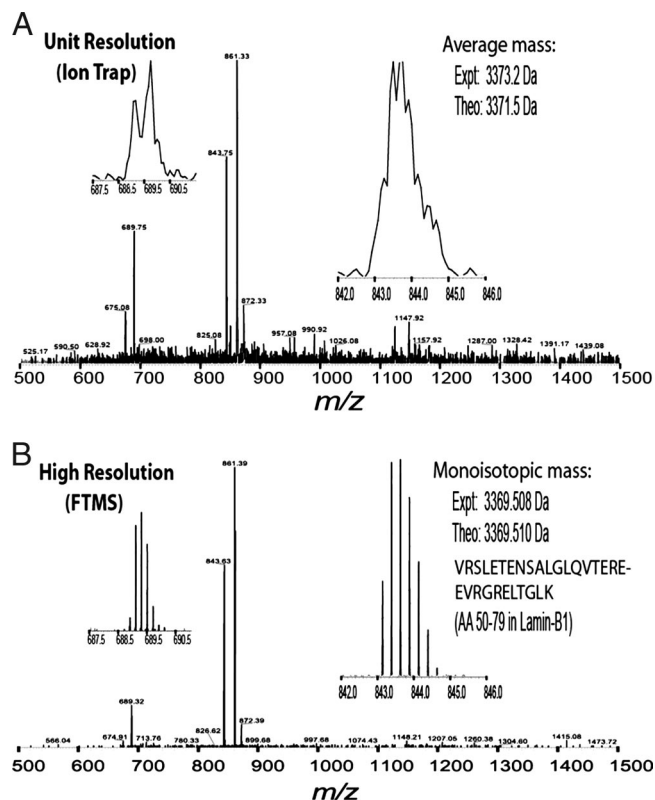 A
Unit Resolution
(Ion Trap)
861.33
Average mass:
Expt: 3373.2 Da
Theo: 3371.5 Da
843.75
687.5 688.5 689.5 690.5
689.75
842.0 843.0 844.0 845.0 846.0
675.08
872.33
525.17 590.50 628.92 698.00 825.08 957.08 990.92 1026.08 1147.92 1157.92 1287.00 1328.42 1391.17 1439.08
500 600 700 800 900 1000 1100 1200 1300 1400 1500
m/z
B
High Resolution
(FTMS)
861.39
Monoisotopic mass:
Expt: 3369.508 Da
Theo: 3369.510 Da
843.63
VRSLETENSALGLQVTERE-
EVRGRELTGLK
(AA 50-79 in Lamin-B1)
687.5 688.5 689.5 690.5
842.0 843.0 844.0 845.0 846.0
689.32
872.39
566.04 674.91 713.76 780.33 826.62 899.68 997.68 1074.43 1148.21 1207.05 1260.38 1304.60 1415.08 1473.72
500 600 700 800 900 1000 1100 1200 1300 1400 1500
m/z